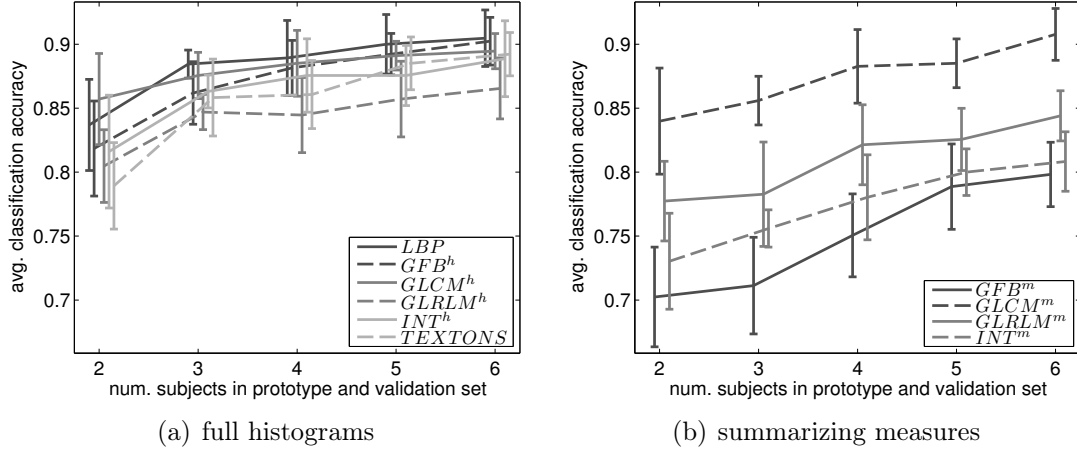 avg. classification accuracy
0.9
0.85
0.8
0.75
0.7
2 3 4 5 6
num. subjects in prototype and validation set
LBP
GFB^h
GLCM^h
GLRLM^h
INT^h
TEXTONS
(a) full histograms
avg. classification accuracy
0.9
0.85
0.8
0.75
0.7
2 3 4 5 6
num. subjects in prototype and validation set
GFB^m
GLCM^m
GLRLM^m
INT^m
(b) summarizing measures